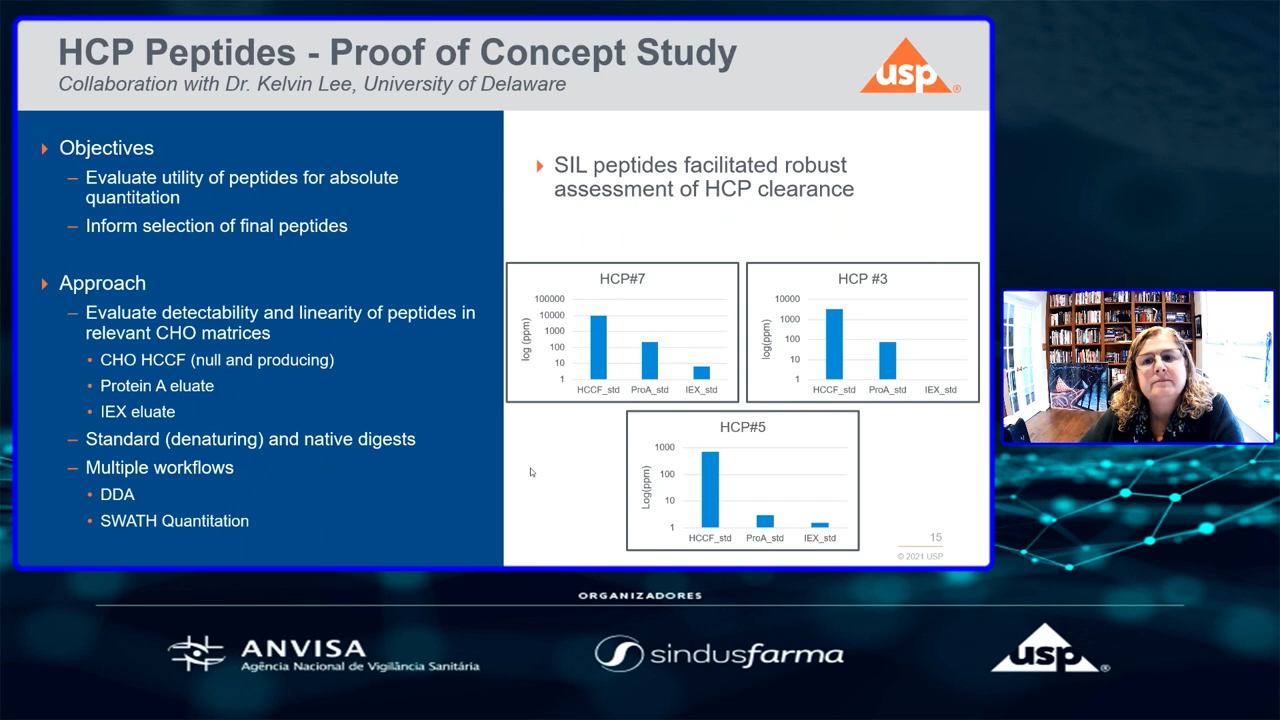 HCP Peptides - Proof of Concept Study
Collaboration with Dr. Kelvin Lee, University of Delaware
usp®
Objectives
– Evaluate utility of peptides for absolute
quantitation
– Inform selection of final peptides
Approach
– Evaluate detectability and linearity of peptides in
relevant CHO matrices
• CHO HCCF (null and producing)
• Protein A eluate
• IEX eluate
– Standard (denaturing) and native digests
– Multiple workflows
• DDA
• SWATH Quantitation
SIL peptides facilitated robust
assessment of HCP clearance
HCP#7
log (ppm)
100000
10000
1000
100
10
1
HCCF_std ProA_std IEX_std
HCP #3
log(ppm)
10000
1000
100
10
1
HCCF_std ProA_std IEX_std
HCP#5
Log(ppm)
1000
100
10
1
HCCF_std ProA_std IEX_std
15
© 2021 USP
ORGANIZADORES
ANVISA
Agência Nacional de Vigilância Sanitária
sindusfarma
usp®